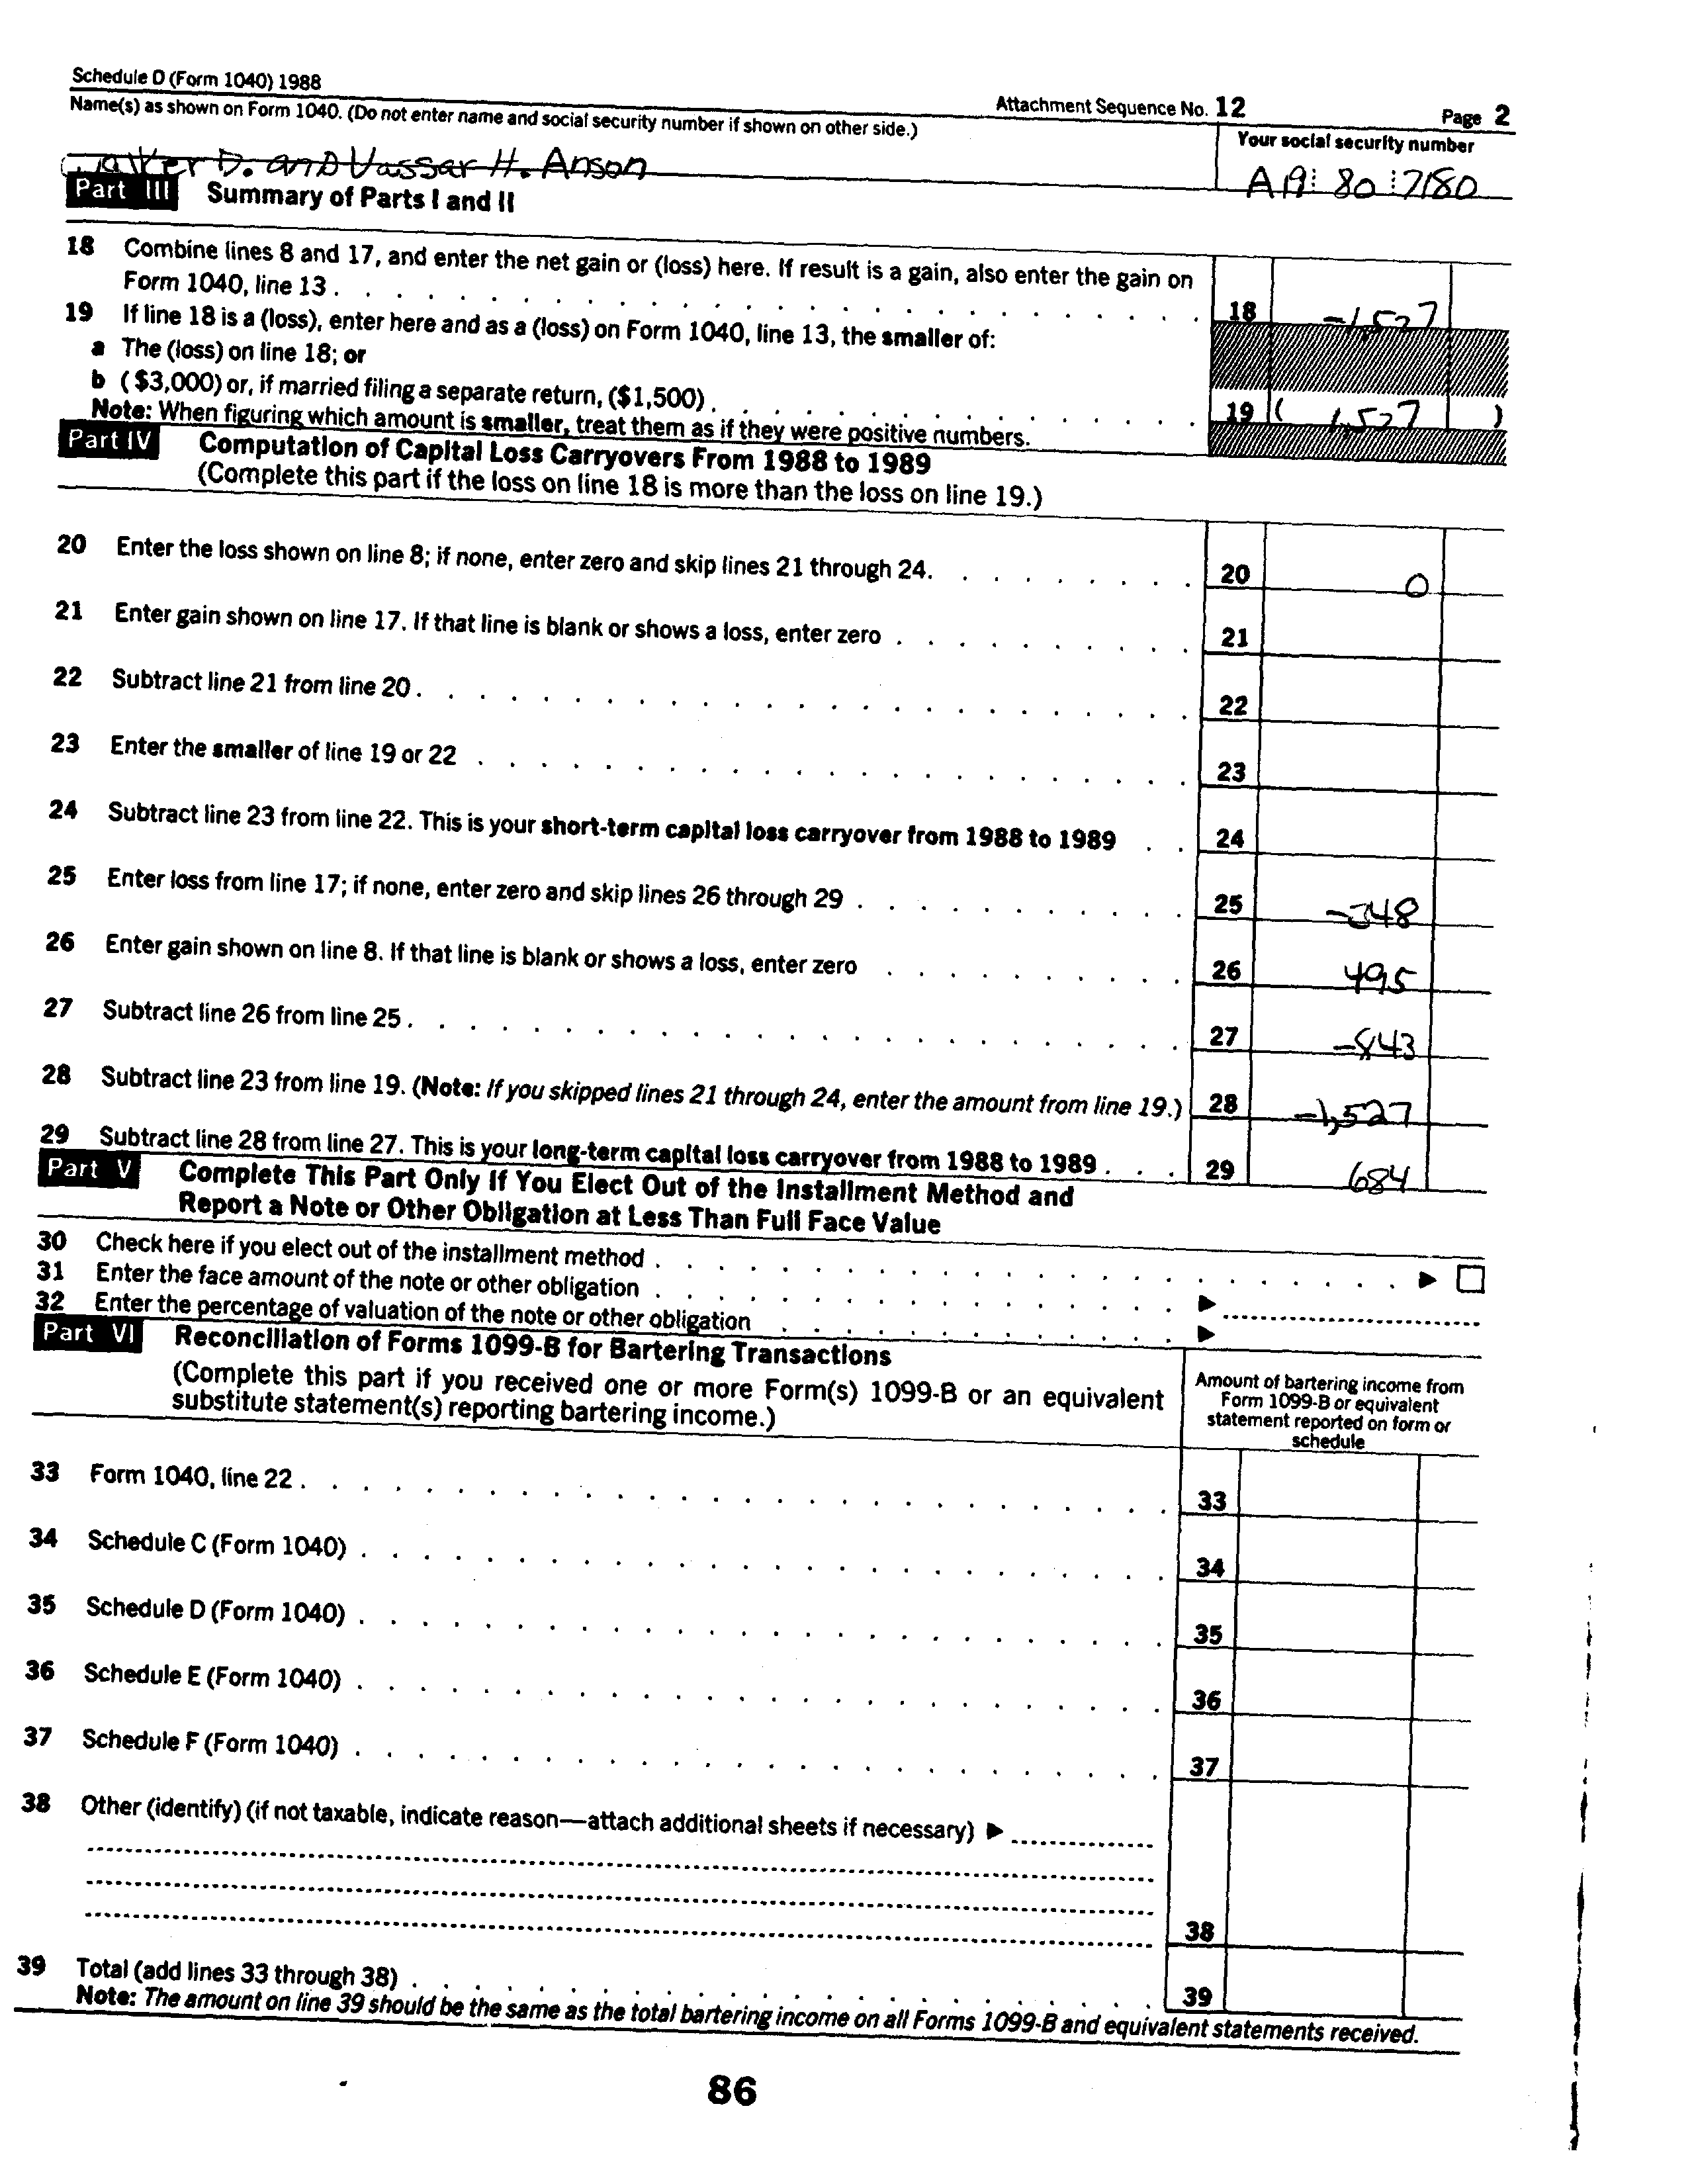 Schedule D (Form 1040) 1988
Attachment Sequence No. 12
Page 2
Name(s) as shown on Form 1040. (Do not enter name and social security number if shown on other side.)
Your social security number
D. and Vassar H. Anson
A19 80 7180
Part III Summary of Parts I and II
18 Combine lines 8 and 17, and enter the net gain or (loss) here. If result is a gain, also enter the gain on
Form 1040, line 13 . . . 18 -1,527
19 If line 18 is a (loss), enter here and as a (loss) on Form 1040, line 13, the smaller of:
a The (loss) on line 18; or
b ($3,000) or, if married filing a separate return, ($1,500) . . . 19 ( 1,527 )
Note: When figuring which amount is smaller, treat them as if they were positive numbers.
Part IV Computation of Capital Loss Carryovers From 1988 to 1989
(Complete this part if the loss on line 18 is more than the loss on line 19.)
20 Enter the loss shown on line 8; if none, enter zero and skip lines 21 through 24. . . . 20 0
21 Enter gain shown on line 17. If that line is blank or shows a loss, enter zero . . . 21
22 Subtract line 21 from line 20 . . . 22
23 Enter the smaller of line 19 or 22 . . . 23
24 Subtract line 23 from line 22. This is your short-term capital loss carryover from 1988 to 1989 . . 24
25 Enter loss from line 17; if none, enter zero and skip lines 26 through 29 . . . 25 -348
26 Enter gain shown on line 8. If that line is blank or shows a loss, enter zero . . . 26 495
27 Subtract line 26 from line 25 . . . 27 -843
28 Subtract line 23 from line 19. (Note: If you skipped lines 21 through 24, enter the amount from line 19.) 28 -1,527
29 Subtract line 28 from line 27. This is your long-term capital loss carryover from 1988 to 1989 . . . 29 684
Part V Complete This Part Only If You Elect Out of the Installment Method and
Report a Note or Other Obligation at Less Than Full Face Value
30 Check here if you elect out of the installment method . . . ▶ ☐
31 Enter the face amount of the note or other obligation . . . ▶
32 Enter the percentage of valuation of the note or other obligation . . . ▶
Part VI Reconciliation of Forms 1099-B for Bartering Transactions
(Complete this part if you received one or more Form(s) 1099-B or an equivalent
substitute statement(s) reporting bartering income.)
Amount of bartering income from
Form 1099-B or equivalent
statement reported on form or
schedule
33 Form 1040, line 22 . . . 33
34 Schedule C (Form 1040) . . . 34
35 Schedule D (Form 1040) . . . 35
36 Schedule E (Form 1040) . . . 36
37 Schedule F (Form 1040) . . . 37
38 Other (identify) (if not taxable, indicate reason—attach additional sheets if necessary) ▶
38
39 Total (add lines 33 through 38) . . . 39
Note: The amount on line 39 should be the same as the total bartering income on all Forms 1099-B and equivalent statements received.
86